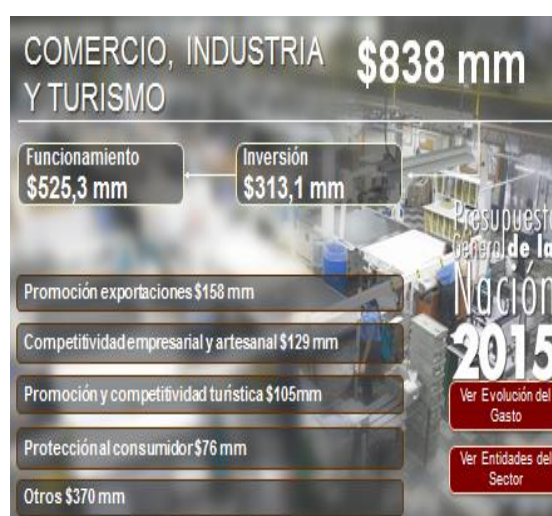 COMERCIO, INDUSTRIA
Y TURISMO
$838 mm
Funcionamiento
$525,3 mm
Inversión
$313,1 mm
Presupuesto
General de la
Nación
2015
Promoción exportaciones $158 mm
Competitividad empresarial y artesanal $129 mm
Promoción y competitividad turística $105mm
Protección al consumidor $76 mm
Otros $370 mm
Ver Evolución del
Gasto
Ver Entidades del
Sector